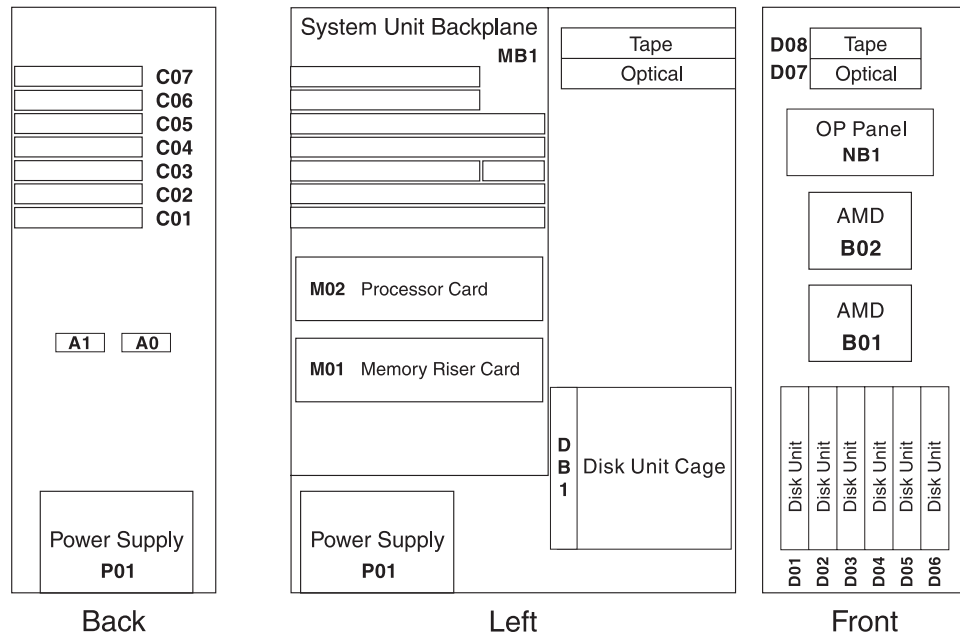 C07
C06
C05
C04
C03
C02
C01
A1 A0
Power Supply
P01
Back
System Unit Backplane
MB1
Tape
Optical
M02 Processor Card
M01 Memory Riser Card
D
B
1
Disk Unit Cage
Power Supply
P01
Left
D08 Tape
D07 Optical
OP Panel
NB1
AMD
B02
AMD
B01
Disk Unit
Disk Unit
Disk Unit
Disk Unit
Disk Unit
Disk Unit
D01
D02
D03
D04
D05
D06
Front